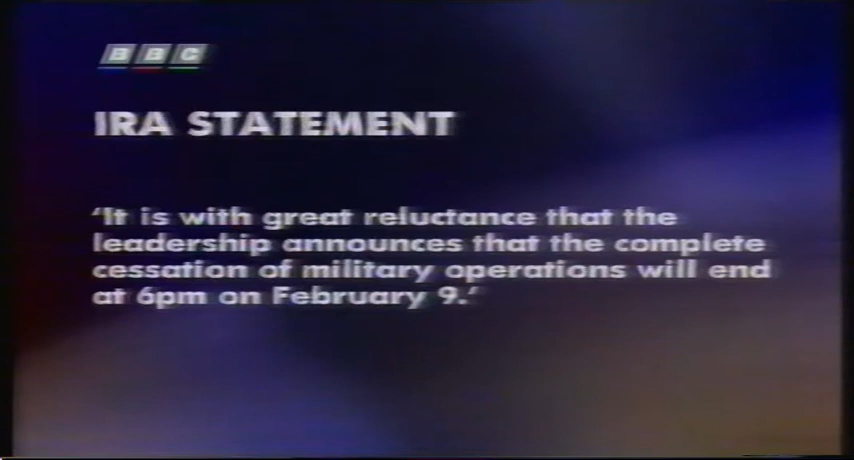 BBC
IRA STATEMENT
‘It is with great reluctance that the
leadership announces that the complete
cessation of military operations will end
at 6pm on February 9.’